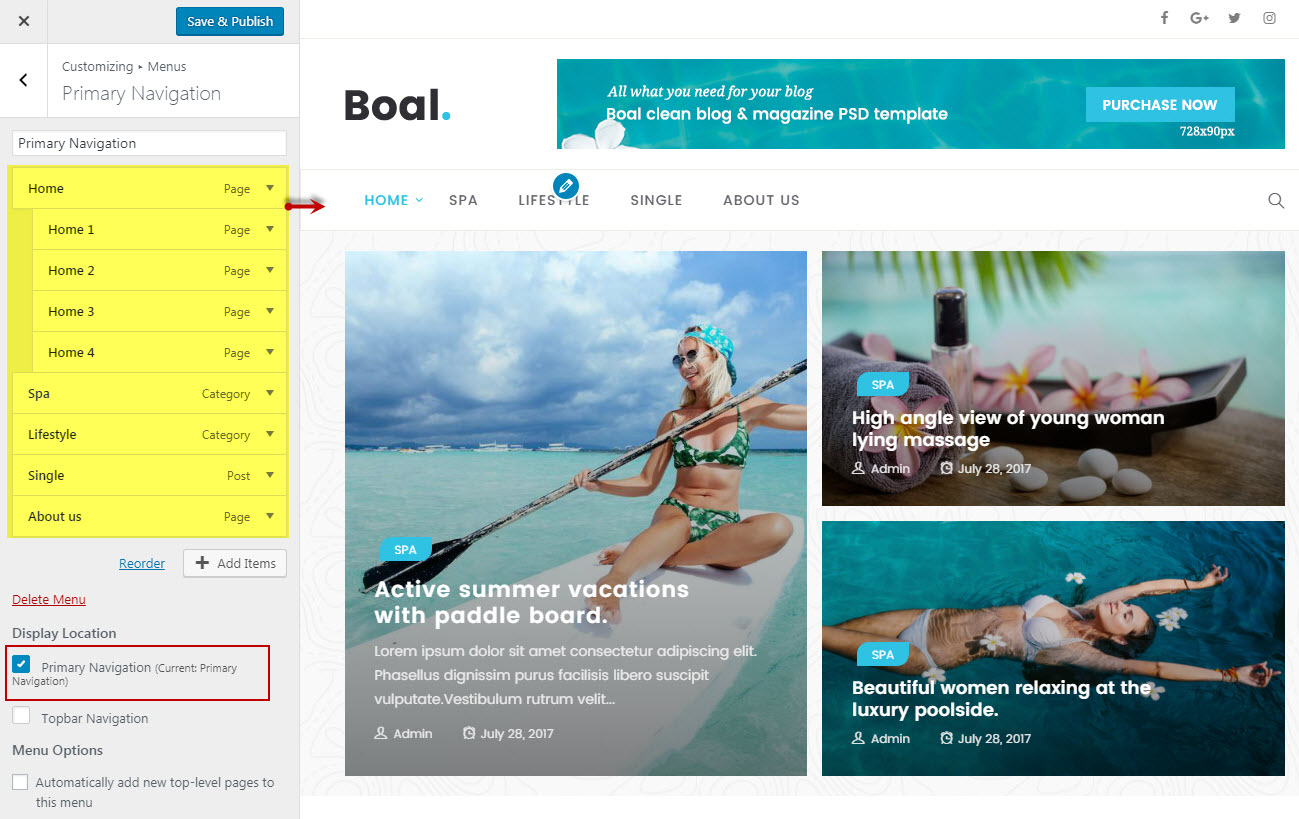 Save & Publish
Customizing ▸ Menus
Primary Navigation
Primary Navigation
Home Page
Home 1 Page
Home 2 Page
Home 3 Page
Home 4 Page
Spa Category
Lifestyle Category
Single Post
About us Page
Reorder
Add Items
Delete Menu
Display Location
Primary Navigation (Current: Primary
Navigation)
Topbar Navigation
Menu Options
Automatically add new top-level pages to
this menu
Boal.
All what you need for your blog
Boal clean blog & magazine PSD template
PURCHASE NOW
728x90px
HOME SPA LIFESTYLE SINGLE ABOUT US
SPA
Active summer vacations
with paddle board.
Lorem ipsum dolor sit amet consectetur adipiscing elit.
Phasellus dignissim purus facilisis libero suscipit
vulputate.Vestibulum rutrum velit...
Admin July 28, 2017
SPA
High angle view of young woman
lying massage
Admin July 28, 2017
SPA
Beautiful women relaxing at the
luxury poolside.
Admin July 28, 2017